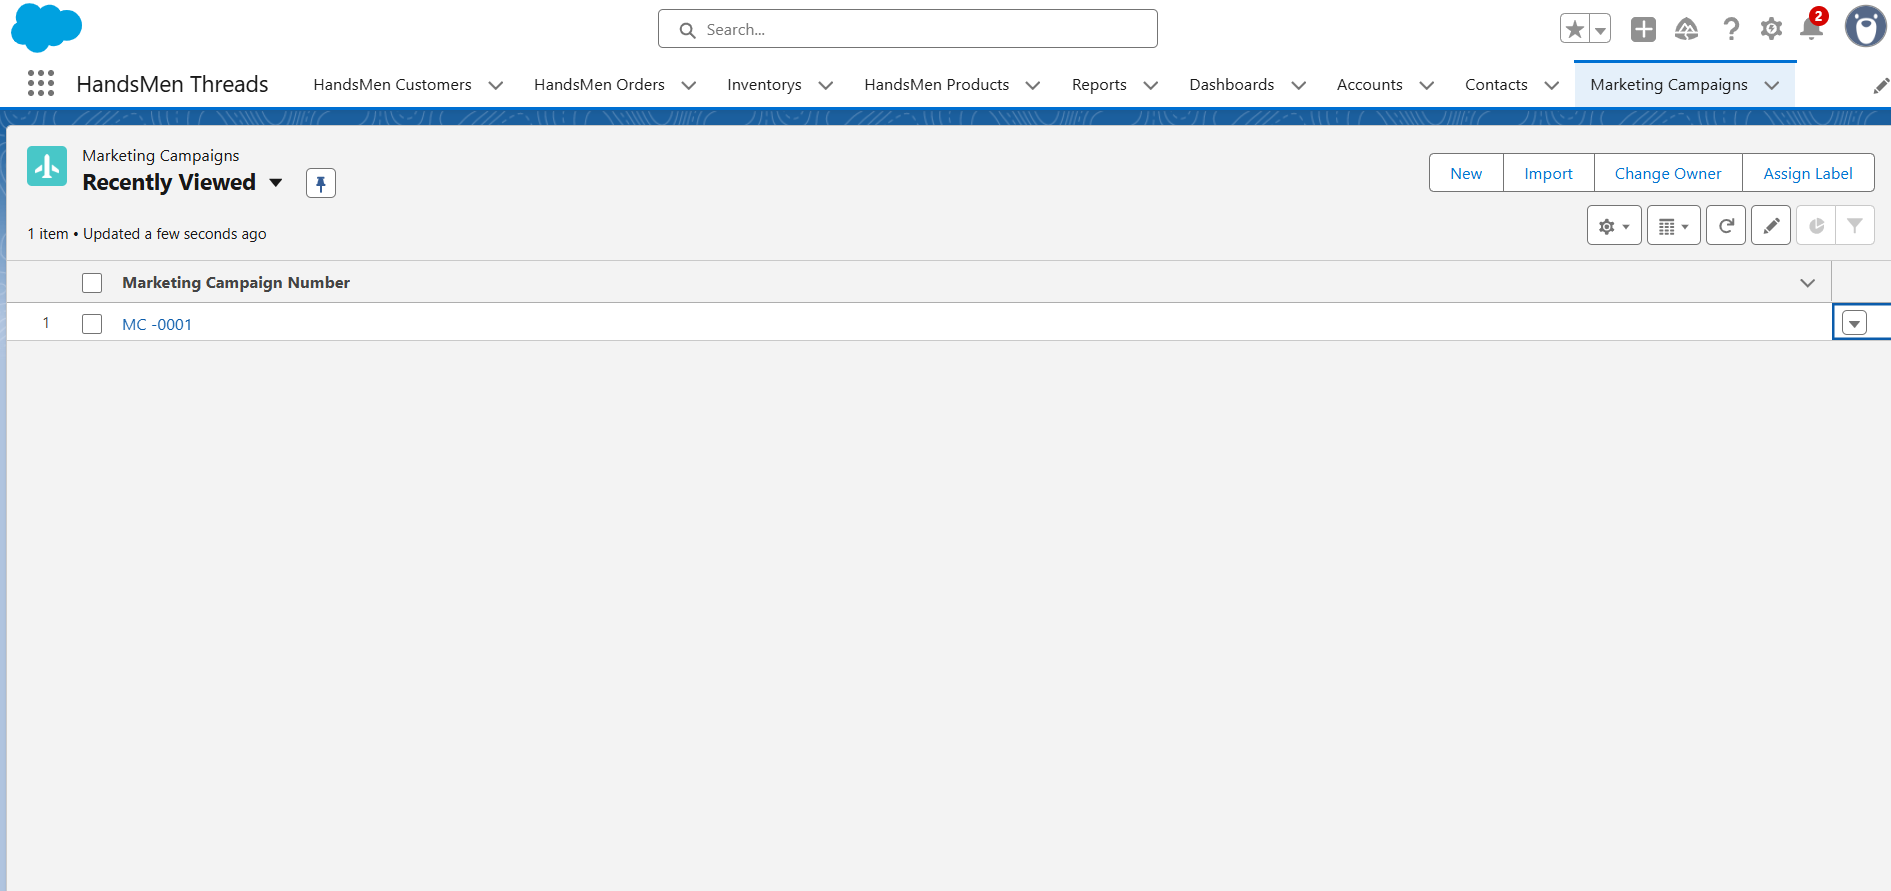 Search...
2
HandsMen Threads HandsMen Customers HandsMen Orders Inventorys HandsMen Products Reports Dashboards Accounts Contacts Marketing Campaigns
Marketing Campaigns
Recently Viewed
New Import Change Owner Assign Label
1 item • Updated a few seconds ago
Marketing Campaign Number
1 MC -0001